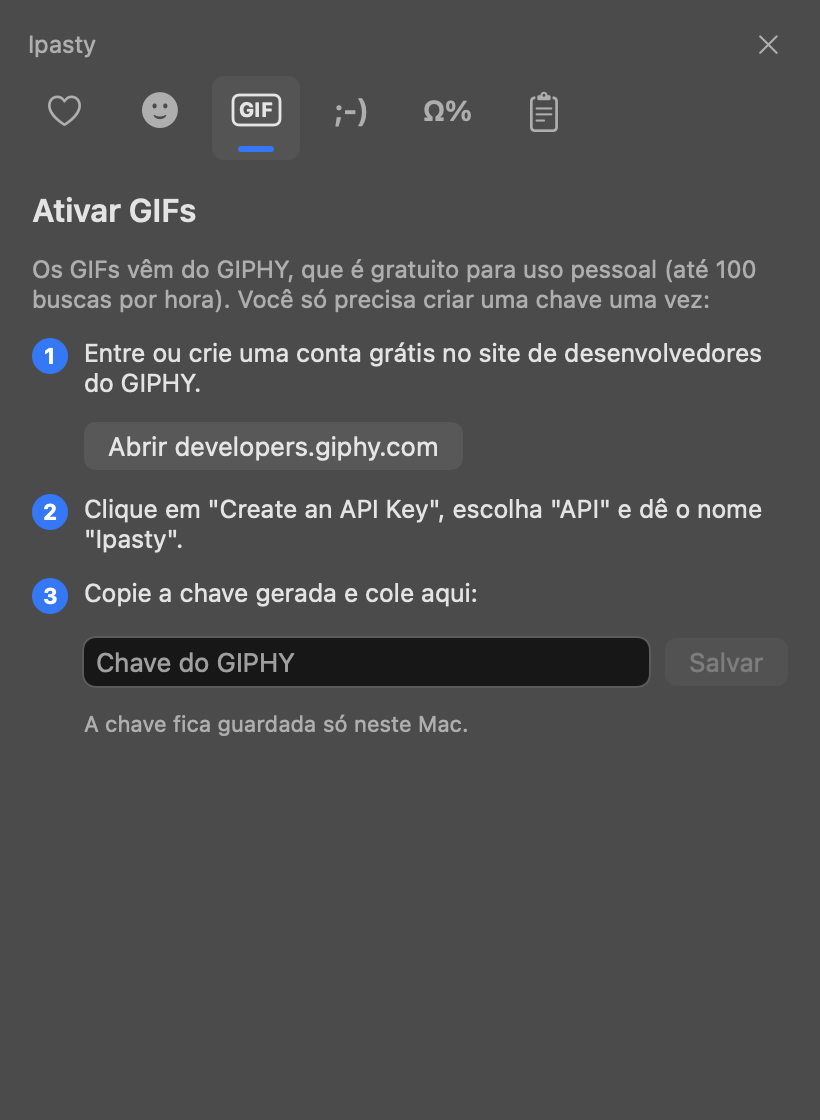 Ipasty
GIF
;-)
Ω%
Ativar GIFs
Os GIFs vêm do GIPHY, que é gratuito para uso pessoal (até 100
buscas por hora). Você só precisa criar uma chave uma vez:
1 Entre ou crie uma conta grátis no site de desenvolvedores
do GIPHY.
Abrir developers.giphy.com
2 Clique em "Create an API Key", escolha "API" e dê o nome
"Ipasty".
3 Copie a chave gerada e cole aqui:
Chave do GIPHY
Salvar
A chave fica guardada só neste Mac.